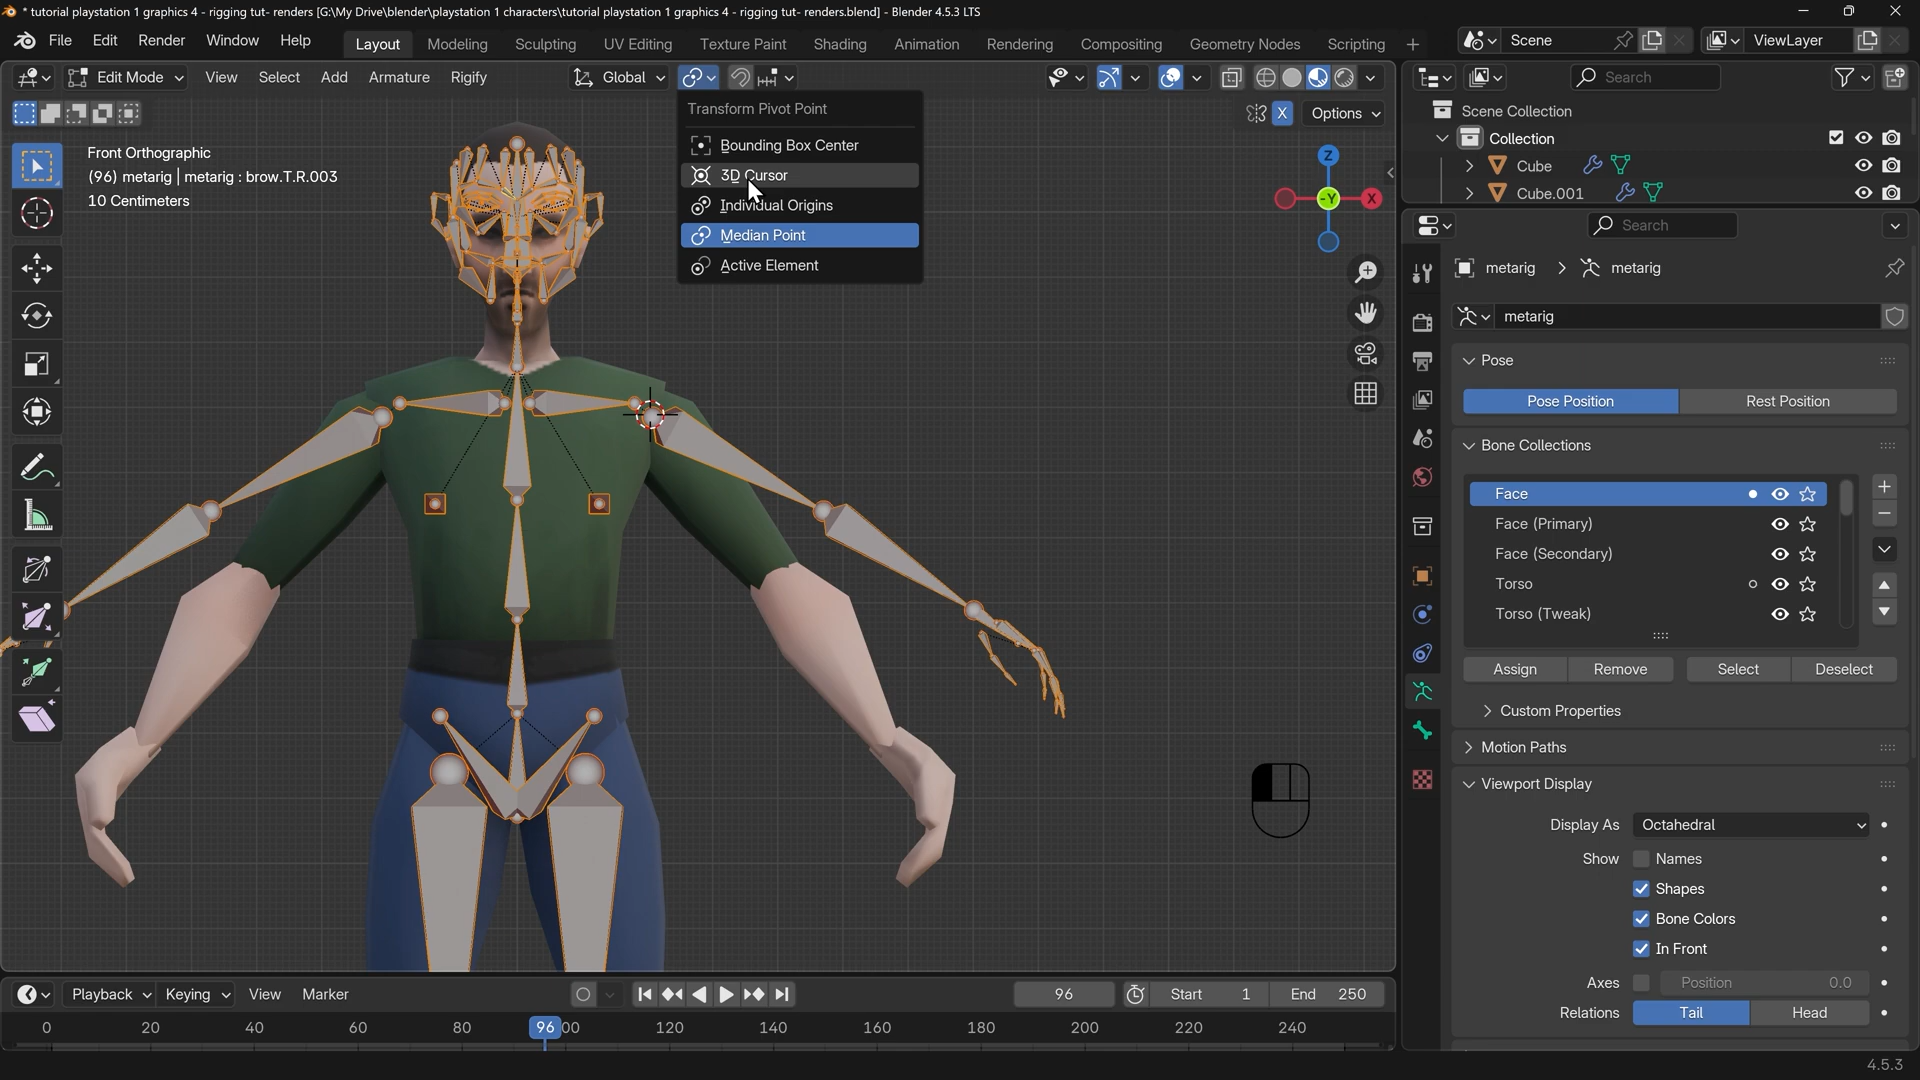 * tutorial playstation 1 graphics 4 - rigging tut- renders [G:\My Drive\blender\playstation 1 characters\tutorial playstation 1 graphics 4 - rigging tut- renders.blend] - Blender 4.5.3 LTS
File Edit Render Window Help Layout Modeling Sculpting UV Editing Texture Paint Shading Animation Rendering Compositing Geometry Nodes Scripting + Scene ViewLayer
Edit Mode View Select Add Armature Rigify Global Search
X Options
Transform Pivot Point
Bounding Box Center
3D Cursor
Individual Origins
Median Point
Active Element
Front Orthographic
(96) metarig | metarig : brow.T.R.003
10 Centimeters
Z
-Y X
Scene Collection
Collection
Cube
Cube.001
Search
metarig > metarig
metarig
Pose
Pose Position Rest Position
Bone Collections
Face
Face (Primary)
Face (Secondary)
Torso
Torso (Tweak)
Assign Remove Select Deselect
Custom Properties
Motion Paths
Viewport Display
Display As Octahedral
Show Names
Shapes
Bone Colors
In Front
Axes Position 0.0
Relations Tail Head
Playback Keying View Marker 96 Start 1 End 250
0 20 40 60 80 96 00 120 140 160 180 200 220 240
4.5.3